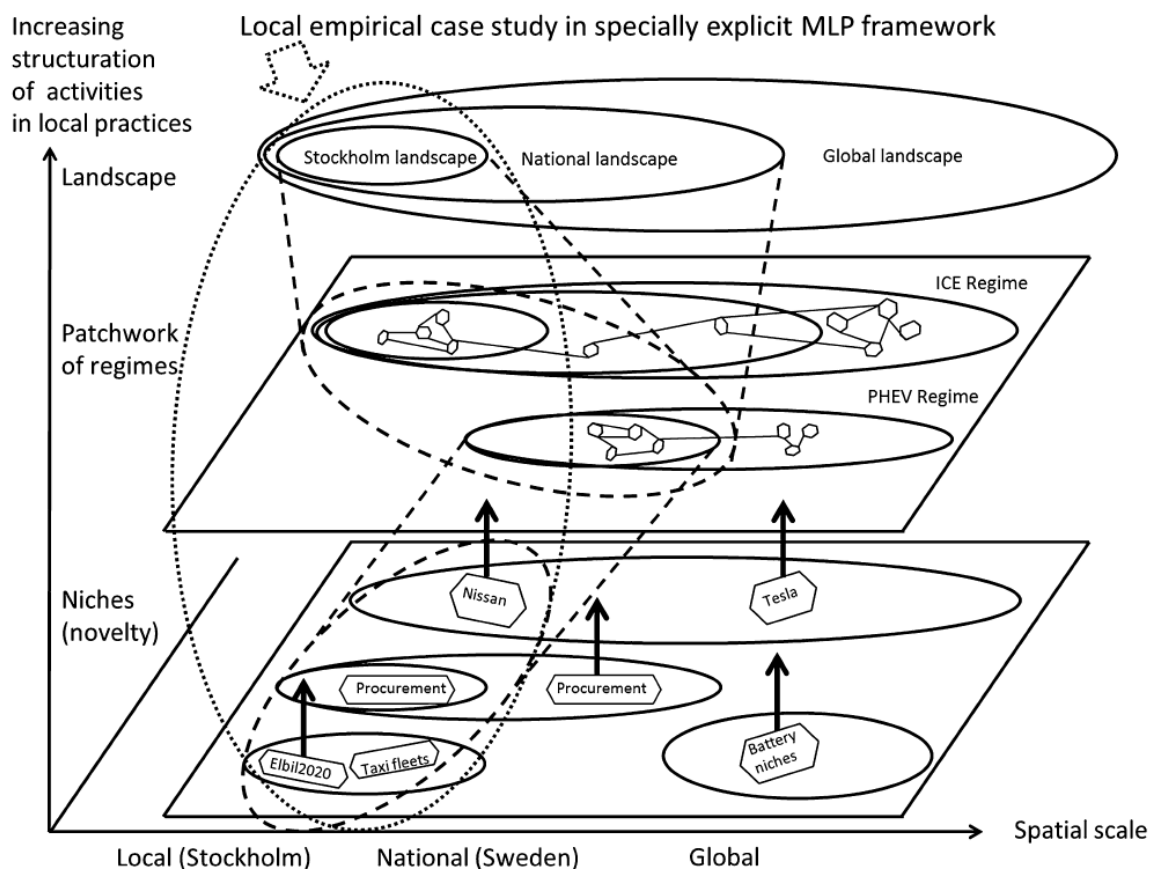 Increasing
structuration
of activities
in local practices
Local empirical case study in specially explicit MLP framework
Landscape
Stockholm landscape
National landscape
Global landscape
ICE Regime
Patchwork
of regimes
PHEV Regime
Niches
(novelty)
Nissan
Tesla
Procurement
Procurement
Elbil2020
Taxi fleets
Battery
niches
Spatial scale
Local (Stockholm)
National (Sweden)
Global